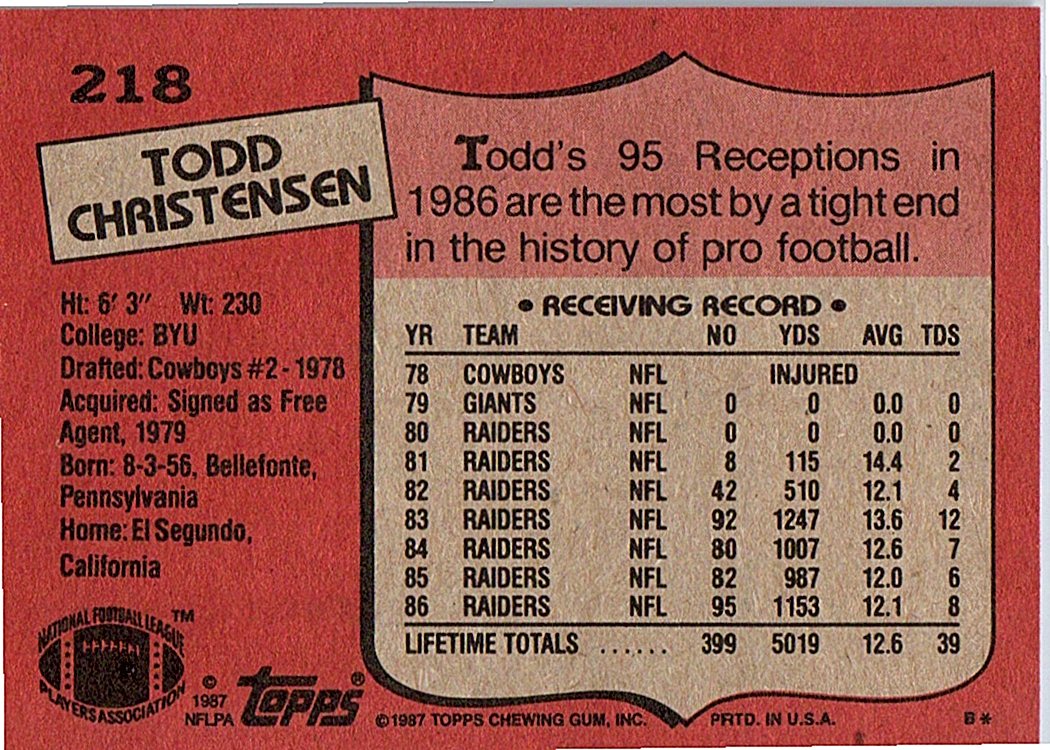 218
TODD
CHRISTENSEN
Ht: 6' 3" Wt: 230
College: BYU
Drafted: Cowboys #2-1978
Acquired: Signed as Free
Agent, 1979
Born: 8-3-56, Bellefonte,
Pennsylvania
Home: El Segundo,
California
NATIONAL FOOTBALL LEAGUE ™
PLAYERS ASSOCIATION
©
1987
NFLPA
topps®
Todd's 95 Receptions in
1986 are the most by a tight end
in the history of pro football.
• RECEIVING RECORD •
YR TEAM NO YDS AVG TDS
78 COWBOYS NFL INJURED
79 GIANTS NFL 0 0 0.0 0
80 RAIDERS NFL 0 0 0.0 0
81 RAIDERS NFL 8 115 14.4 2
82 RAIDERS NFL 42 510 12.1 4
83 RAIDERS NFL 92 1247 13.6 12
84 RAIDERS NFL 80 1007 12.6 7
85 RAIDERS NFL 82 987 12.0 6
86 RAIDERS NFL 95 1153 12.1 8
LIFETIME TOTALS ...... 399 5019 12.6 39
©1987 TOPPS CHEWING GUM, INC. PRTD. IN U.S.A. B*